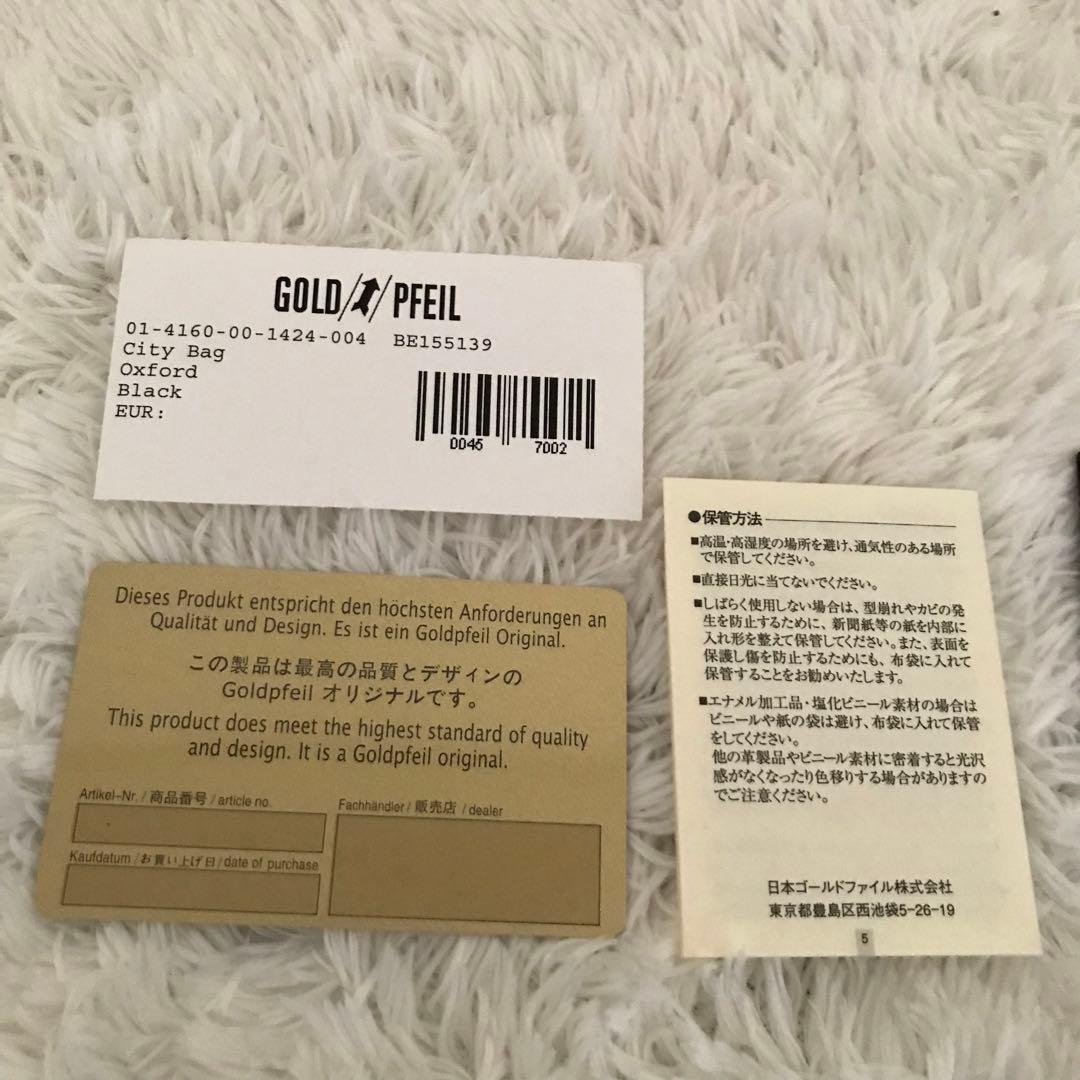 GOLD PFEIL
01-4160-00-1424-004 BE155139
City Bag
Oxford
Black
EUR:
0045 7002
Dieses Produkt entspricht den höchsten Anforderungen an
Qualität und Design. Es ist ein Goldpfeil Original.
この製品は最高の品質とデザインの
Goldpfeil オリジナルです。
This product does meet the highest standard of quality
and design. It is a Goldpfeil original.
Artikel-Nr. / 商品番号 / article no.
Fachhändler / 販売店 / dealer
Kaufdatum / お買い上げ日 / date of purchase
●保管方法
■高温・高湿度の場所を避け、通気性のある場所
で保管してください。
■直接日光に当てないでください。
■しばらく使用しない場合は、型崩れやカビの発
生を防止するために、新聞紙等の紙を内部に
入れ形を整えて保管してください。また、表面を
保護し傷を防止するためにも、布袋に入れて
保管することをお勧めいたします。
■エナメル加工品・塩化ビニール素材の場合は
ビニールや紙の袋は避け、布袋に入れて保管
をしてください。
他の革製品やビニール素材に密着すると光沢
感がなくなったり色移りする場合がありますの
でご注意ください。
日本ゴールドファイル株式会社
東京都豊島区西池袋5-26-19
5